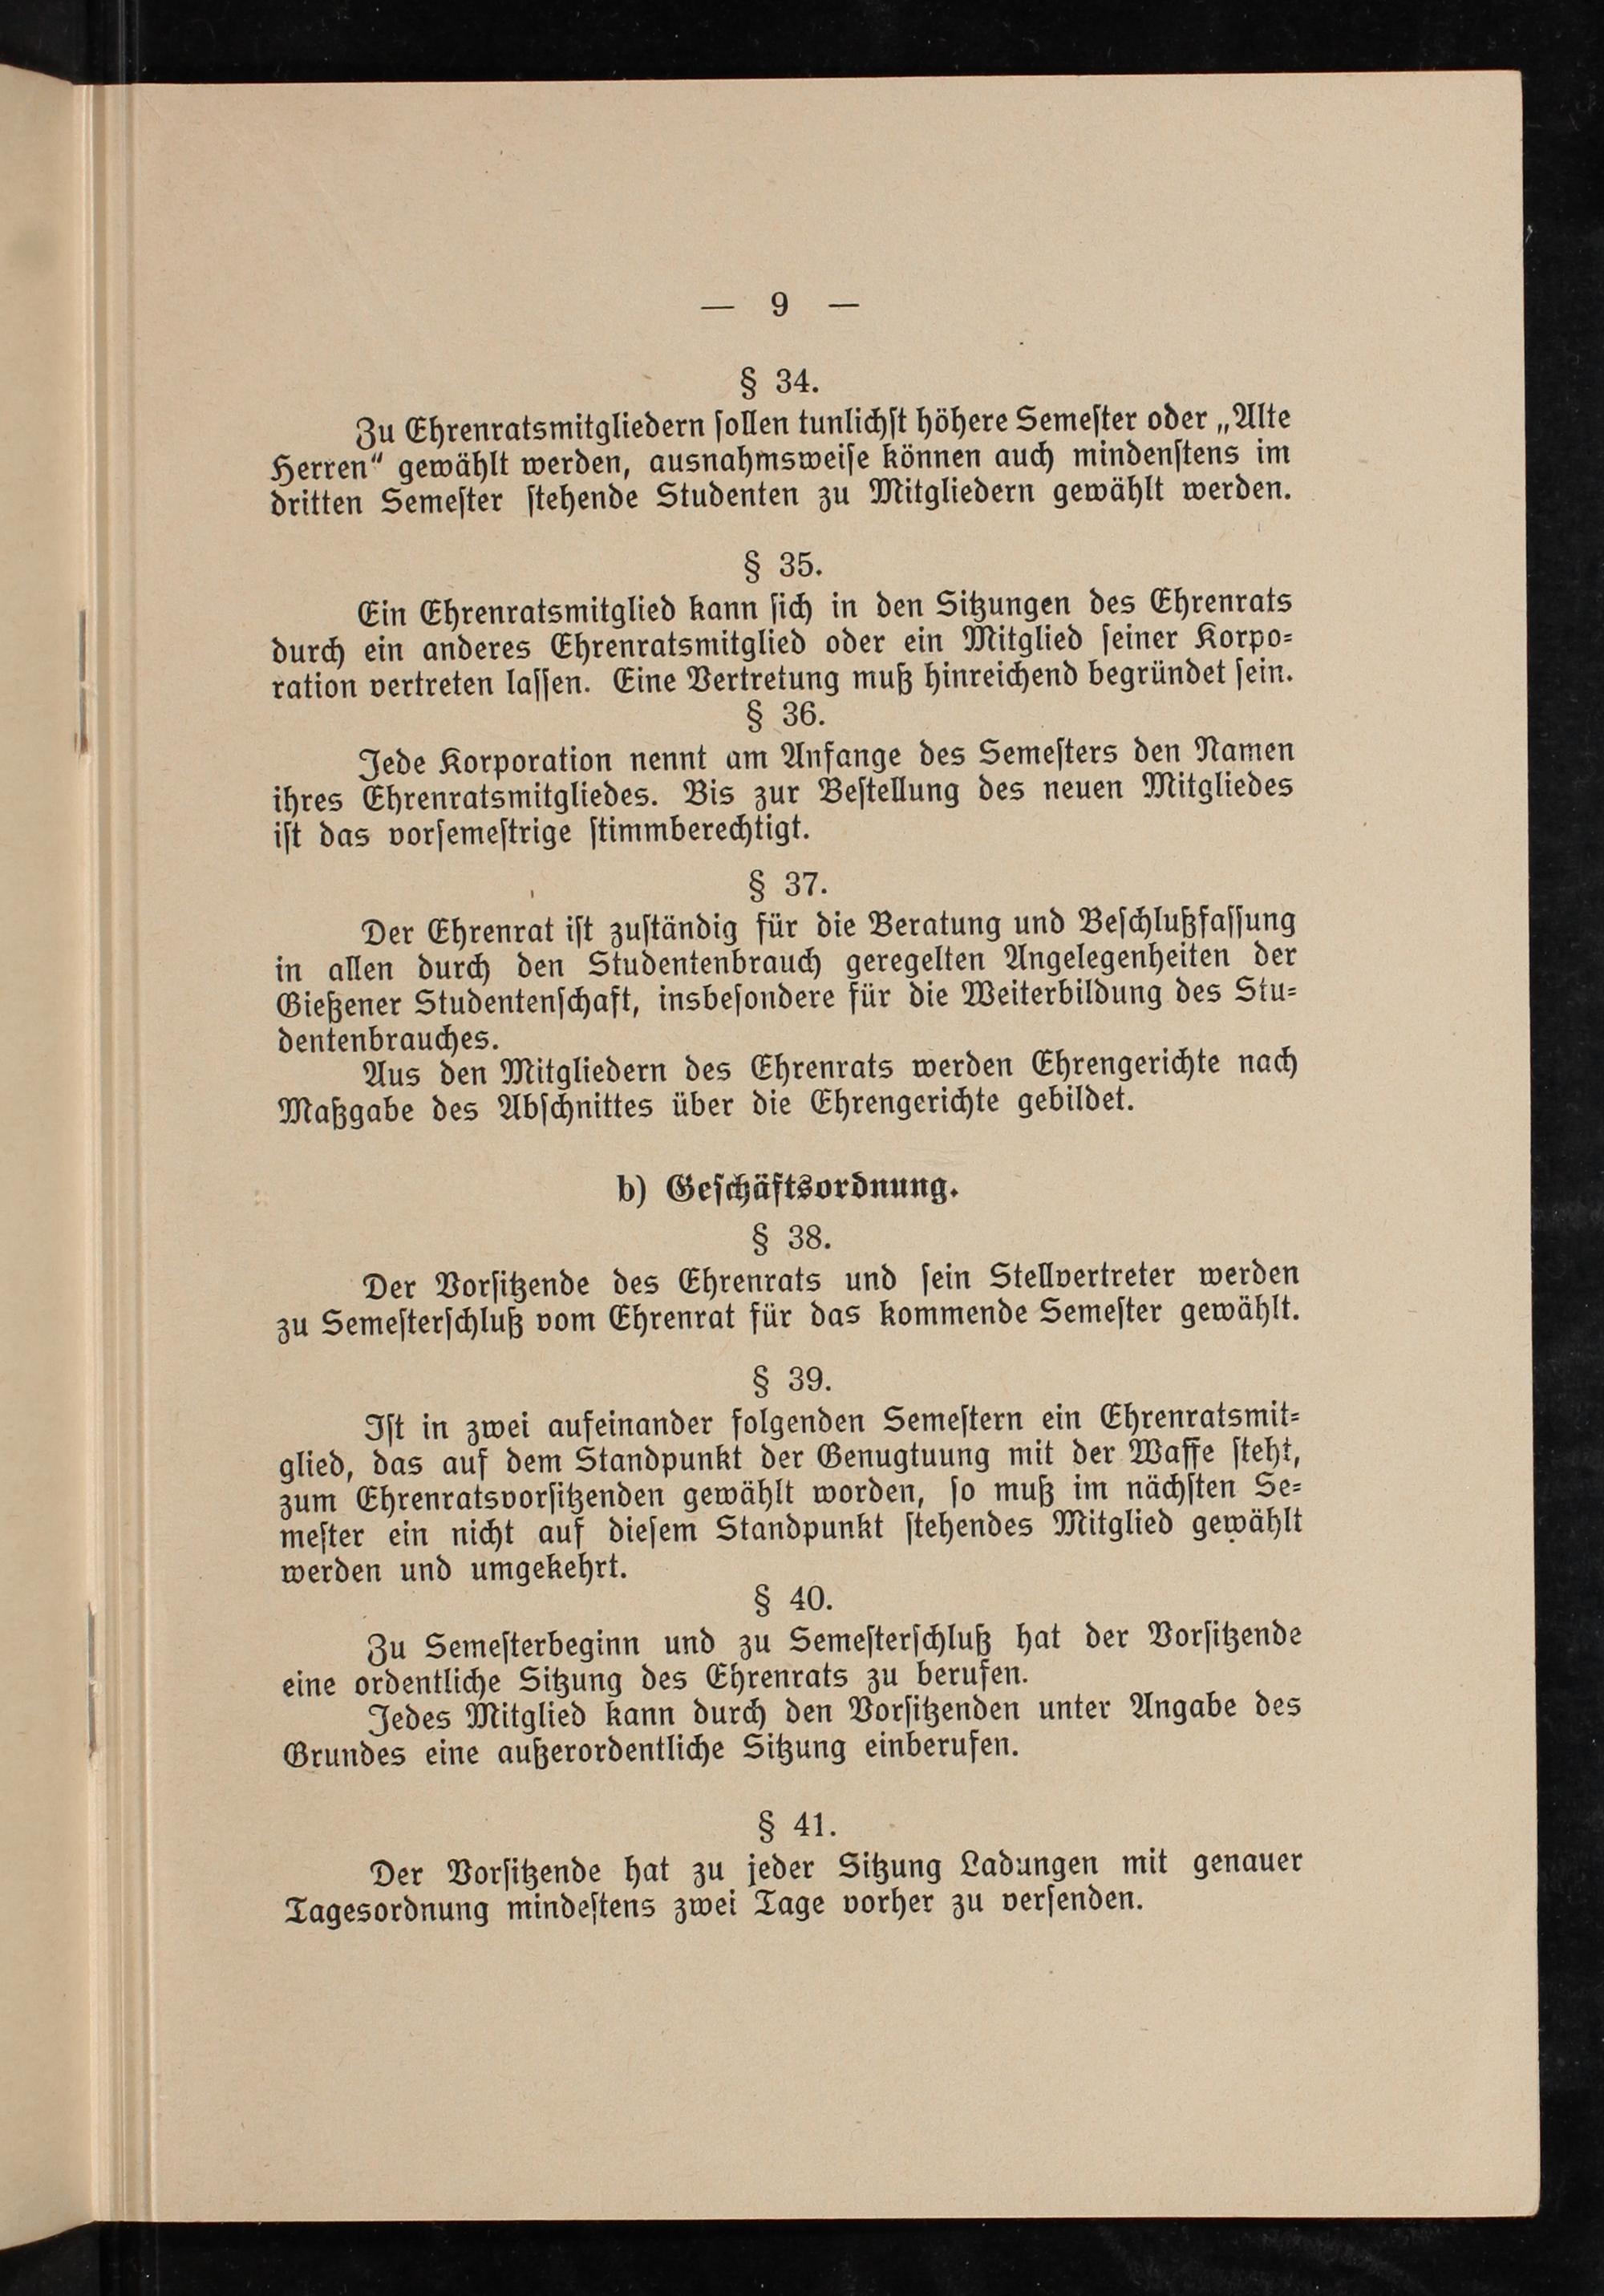 — 9 —
§ 34.
Zu Ehrenratsmitgliedern sollen tunlichst höhere Semester oder „Alte
Herren“ gewählt werden, ausnahmsweise können auch mindenstens im
dritten Semester stehende Studenten zu Mitgliedern gewählt werden.
§ 35.
Ein Ehrenratsmitglied kann sich in den Sitzungen des Ehrenrats
durch ein anderes Ehrenratsmitglied oder ein Mitglied seiner Korpo-
ration vertreten lassen. Eine Vertretung muß hinreichend begründet sein.
§ 36.
Jede Korporation nennt am Anfange des Semesters den Namen
ihres Ehrenratsmitgliedes. Bis zur Bestellung des neuen Mitgliedes
ist das vorsemestrige stimmberechtigt.
§ 37.
Der Ehrenrat ist zuständig für die Beratung und Beschlußfassung
in allen durch den Studentenbrauch geregelten Angelegenheiten der
Gießener Studentenschaft, insbesondere für die Weiterbildung des Stu-
dentenbrauches.
Aus den Mitgliedern des Ehrenrats werden Ehrengerichte nach
Maßgabe des Abschnittes über die Ehrengerichte gebildet.
b) Geschäftsordnung.
§ 38.
Der Vorsitzende des Ehrenrats und sein Stellvertreter werden
zu Semesterschluß vom Ehrenrat für das kommende Semester gewählt.
§ 39.
Ist in zwei aufeinander folgenden Semestern ein Ehrenratsmit-
glied, das auf dem Standpunkt der Genugtuung mit der Waffe steht,
zum Ehrenratsvorsitzenden gewählt worden, so muß im nächsten Se-
mester ein nicht auf diesem Standpunkt stehendes Mitglied gewählt
werden und umgekehrt.
§ 40.
Zu Semesterbeginn und zu Semesterschluß hat der Vorsitzende
eine ordentliche Sitzung des Ehrenrats zu berufen.
Jedes Mitglied kann durch den Vorsitzenden unter Angabe des
Grundes eine außerordentliche Sitzung einberufen.
§ 41.
Der Vorsitzende hat zu jeder Sitzung Ladungen mit genauer
Tagesordnung mindestens zwei Tage vorher zu versenden.